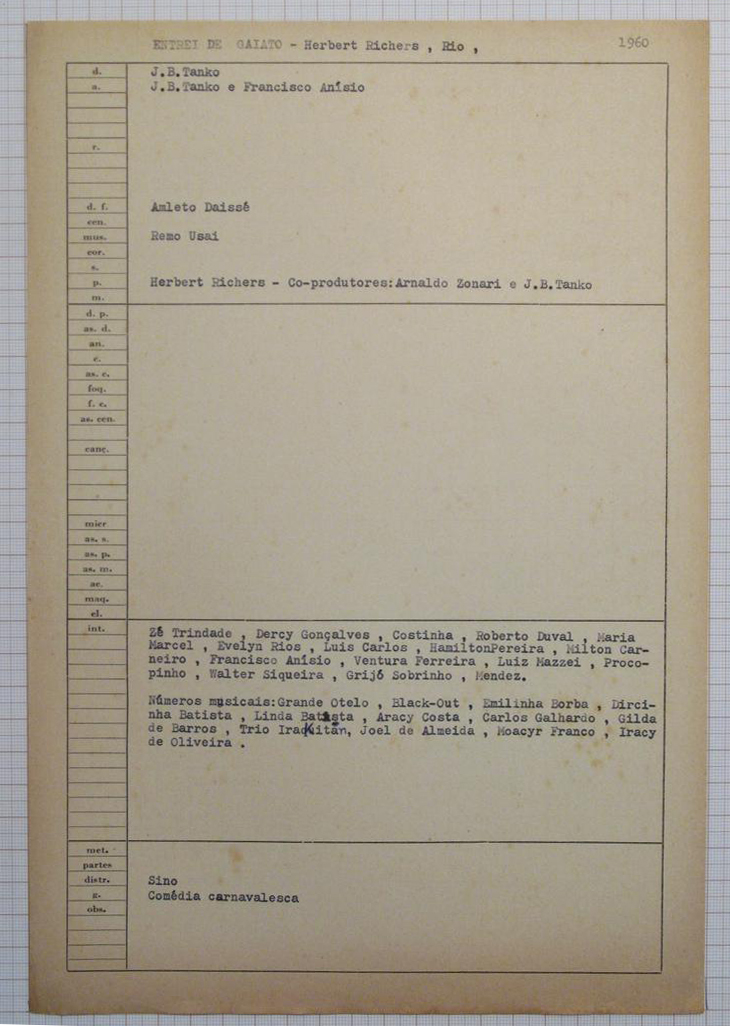 ENTREI DE GAIATO - Herbert Richers , Rio , 1960
d. J.B.Tanko
a. J.B.Tanko e Francisco Anísio
r.
d. f. Amleto Daissé
cen.
mus. Remo Usai
cor.
s.
p. Herbert Richers - Co-produtores:Arnaldo Zonari e J.B.Tanko
m.
d. p.
as. d.
an.
é.
as. c.
foq.
f. c.
as. cen.
canç.
micr
as. s.
as. p.
as. m.
ac.
maq.
el.
int. Zé Trindade , Dercy Gonçalves , Costinha , Roberto Duval , Maria
Marcel , Evelyn Rios , Luis Carlos , HamiltonPereira , Milton Car-
neiro , Francisco Anísio , Ventura Ferreira , Luiz Mazzei , Proco-
pinho , Walter Siqueira , Grijó Sobrinho , Mendez.
Números musicais:Grande Otelo , Black-Out , Emilinha Borba , Dirci-
nha Batista , Linda Batista , Aracy Costa , Carlos Galhardo , Gilda
de Barros , Trio Irakitãn, Joel de Almeida , Moacyr Franco , Iracy
de Oliveira .
met.
partes
distr. Sino
g. Comédia carnavalesca
obs.